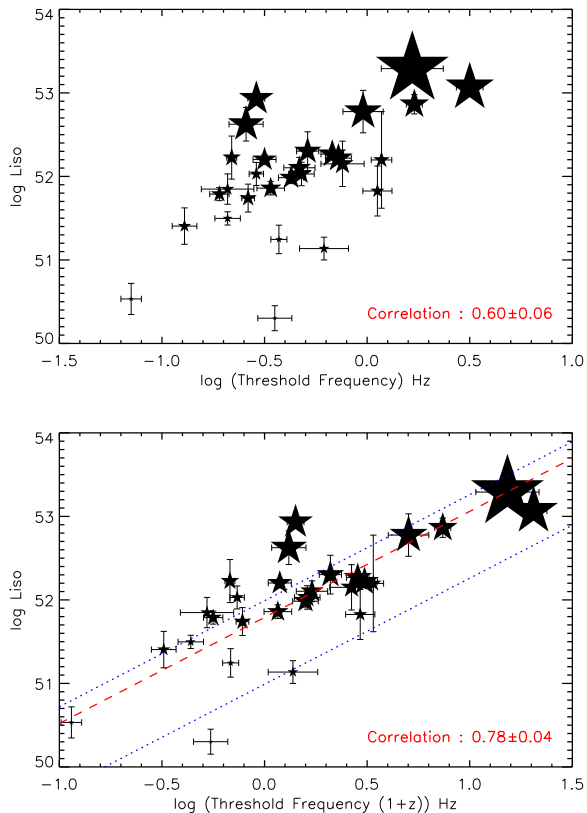 54
53
52
51
50
log Liso
Correlation : 0.60±0.06
-1.5 -1.0 -0.5 0.0 0.5 1.0
log (Threshold Frequency) Hz
54
53
52
51
50
log Liso
Correlation : 0.78±0.04
-1.0 -0.5 0.0 0.5 1.0 1.5
log (Threshold Frequency (1+z)) Hz